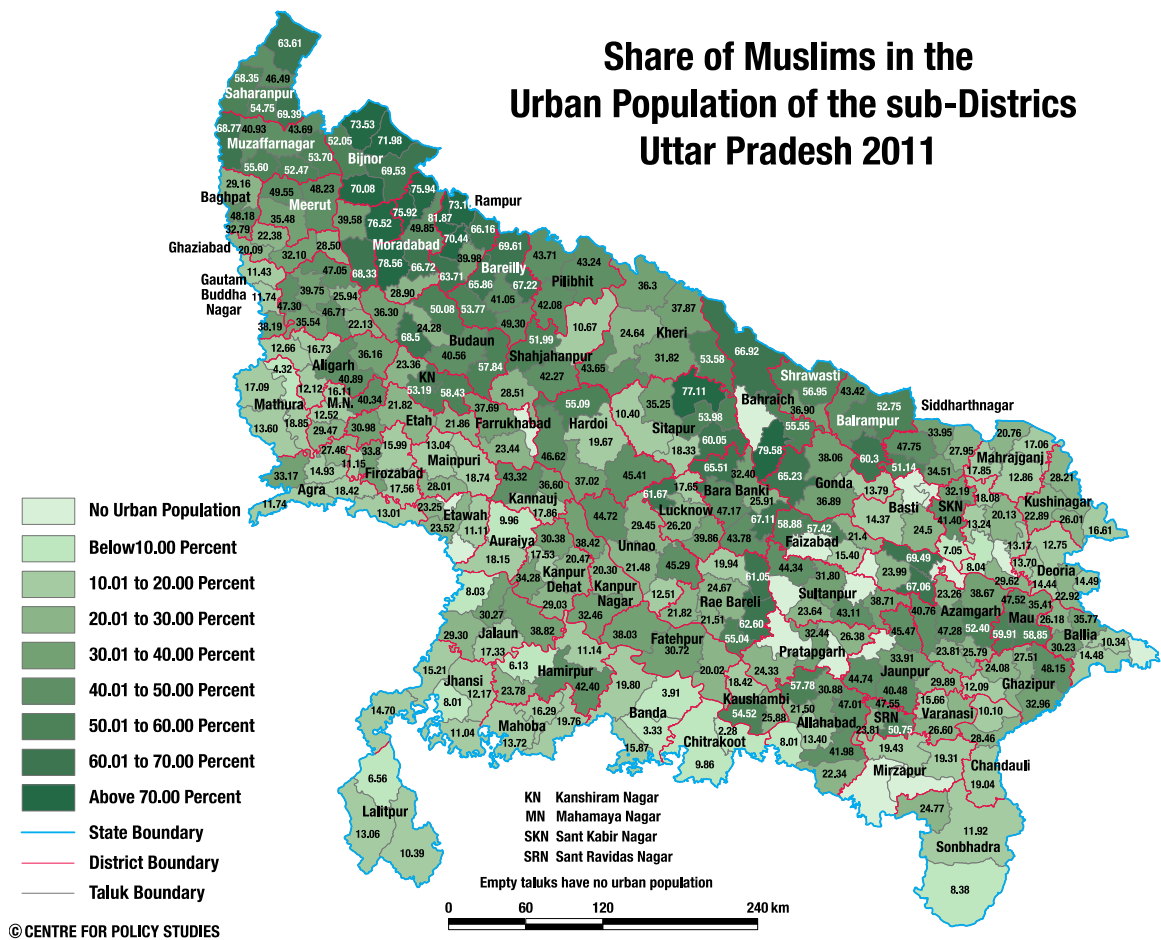 Share of Muslims in the
Urban Population of the sub-Districs
Uttar Pradesh 2011
63.61
58.35 46.49
Saharanpur
54.75
69.39
68.77 40.93 43.69
Muzaffarnagar
53.70
55.60 52.47
73.53
52.05 71.98
Bijnor
69.53
70.08
29.16
Baghpat
49.55 48.23
Meerut
48.18 35.48
32.79
39.58
75.94
75.92
76.52
81.87
49.85
73.1
Rampur
66.16
70.44
Moradabad
Ghaziabad
20.09
22.38
32.10
28.50
78.56
66.72
68.33
63.71
39.98
69.61
Bareilly
65.86 67.22
41.05
43.71 43.24
Pilibhit
42.08
Gautam
Buddha
Nagar
11.43
11.74
47.05
39.75
25.94
47.30
46.71
35.54
22.13
38.19
28.90
36.30
50.08 53.77
24.28
68.5
Budaun
40.56
49.30
57.84
51.99
10.67
Shahjahanpur
42.27
43.65
36.3
37.87
24.64
Kheri
31.82
53.58
66.92
12.66
16.73
4.32
Aligarh
36.16
17.09
12.12
40.89
16.11
Mathura
M.N.
40.34
12.52
18.85
13.60
29.47
30.98
23.36
KN
53.19 58.43
21.82
Etah
21.86
37.69
28.51
Farrukhabad
23.44
55.09
Hardoi
19.67
10.40
35.25
77.11
53.98
Sitapur
60.05
18.33
Bahraich
79.58
Shrawasti
56.95
36.90
55.55
43.42
52.75
Balrampur
Siddharthnagar
60.3
47.75
51.14
33.95
27.95
34.51
20.76
17.06
Mahrajganj
17.85
12.86
28.21
27.46
33.8
15.99
13.04
Mainpuri
11.15
14.93
33.17
Firozabad
18.74
Agra
18.42
17.56
28.01
11.74
13.01
46.62
43.32
36.60
Kannauj
17.86
37.02
45.41
61.67
17.65
65.51
32.40
Bara Banki
25.91
65.23
38.06
Gonda
36.89
13.79
Basti
14.37
24.5
32.19
SKN
41.40
18.08
20.13
13.24
Kushinagar
22.89
26.01
16.61
23.25
Etawah
23.52
11.11
9.96
Auraiya
18.15
44.72
Lucknow
29.45 26.20
47.17
67.11
39.86 43.78
58.88 57.42
Faizabad
21.4
15.40
30.38
17.53
38.42
Unnao
20.47
20.30
21.48
45.29
Kanpur
Dehat
34.28
29.03
Kanpur
Nagar
32.46
12.51
19.94
24.67
Rae Bareli
21.82
21.51
61.05
62.60
55.04
44.34
31.80
Sultanpur
23.64
43.11
23.99
38.71
69.49
67.06
7.05
8.04
13.17
13.70
12.75
Deoria
14.44
14.49
22.92
29.62
23.26
38.67
40.76
Azamgarh
47.52
35.41
Mau
47.28
52.40
59.91
58.85
26.18
35.77
Ballia
30.23
10.34
14.48
8.03
30.27
29.30
Jalaun
17.33
38.82
38.03
Fatehpur
30.72
11.14
6.13
Hamirpur
42.40
20.02
32.44
26.38
45.47
Pratapgarh
24.33
18.42
Kaushambi
54.52
25.88
57.78
30.88
44.74
33.91
Jaunpur
40.48
23.81
25.79
29.89
24.08
27.51
12.09
48.15
Ghazipur
32.96
15.21
Jhansi
12.17
8.01
14.70
11.04
23.78
16.29
Mahoba
13.72
19.76
19.80
3.91
Banda
3.33
15.87
2.28
Chitrakoot
9.86
21.50
47.01
Allahabad
13.40
8.01
41.98
22.34
47.55
SRN
23.81
50.75
15.66
Varanasi
26.60
10.10
28.46
19.43
Mirzapur
19.31
Chandauli
19.04
24.77
11.92
Sonbhadra
8.38
6.56
Lalitpur
13.06
10.39
No Urban Population
Below10.00 Percent
10.01 to 20.00 Percent
20.01 to 30.00 Percent
30.01 to 40.00 Percent
40.01 to 50.00 Percent
50.01 to 60.00 Percent
60.01 to 70.00 Percent
Above 70.00 Percent
State Boundary
District Boundary
Taluk Boundary
KN Kanshiram Nagar
MN Mahamaya Nagar
SKN Sant Kabir Nagar
SRN Sant Ravidas Nagar
Empty taluks have no urban population
0 60 120 240 km
© CENTRE FOR POLICY STUDIES